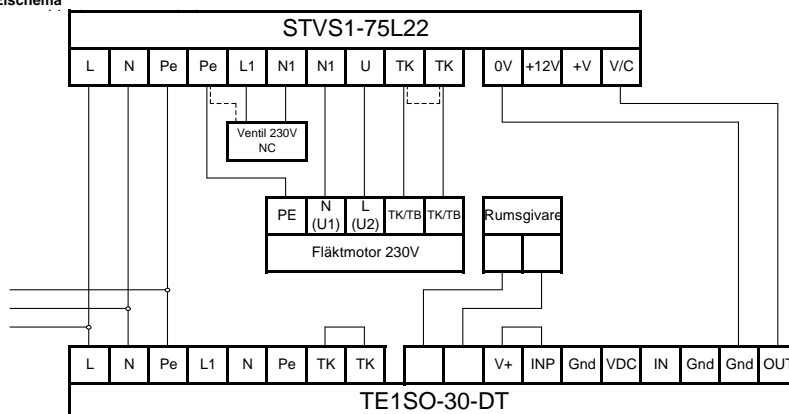 Elschema
STVS1-75L22
L N Pe Pe L1 N1 N1 U TK TK 0V +12V +V V/C
Ventil 230V
NC
PE N (U1) L (U2) TK/TB TK/TB
Rumsgivare
Fläktmotor 230V
L N Pe L1 N Pe TK TK V+ INP Gnd VDC IN Gnd Gnd OUT
TE1SO-30-DT